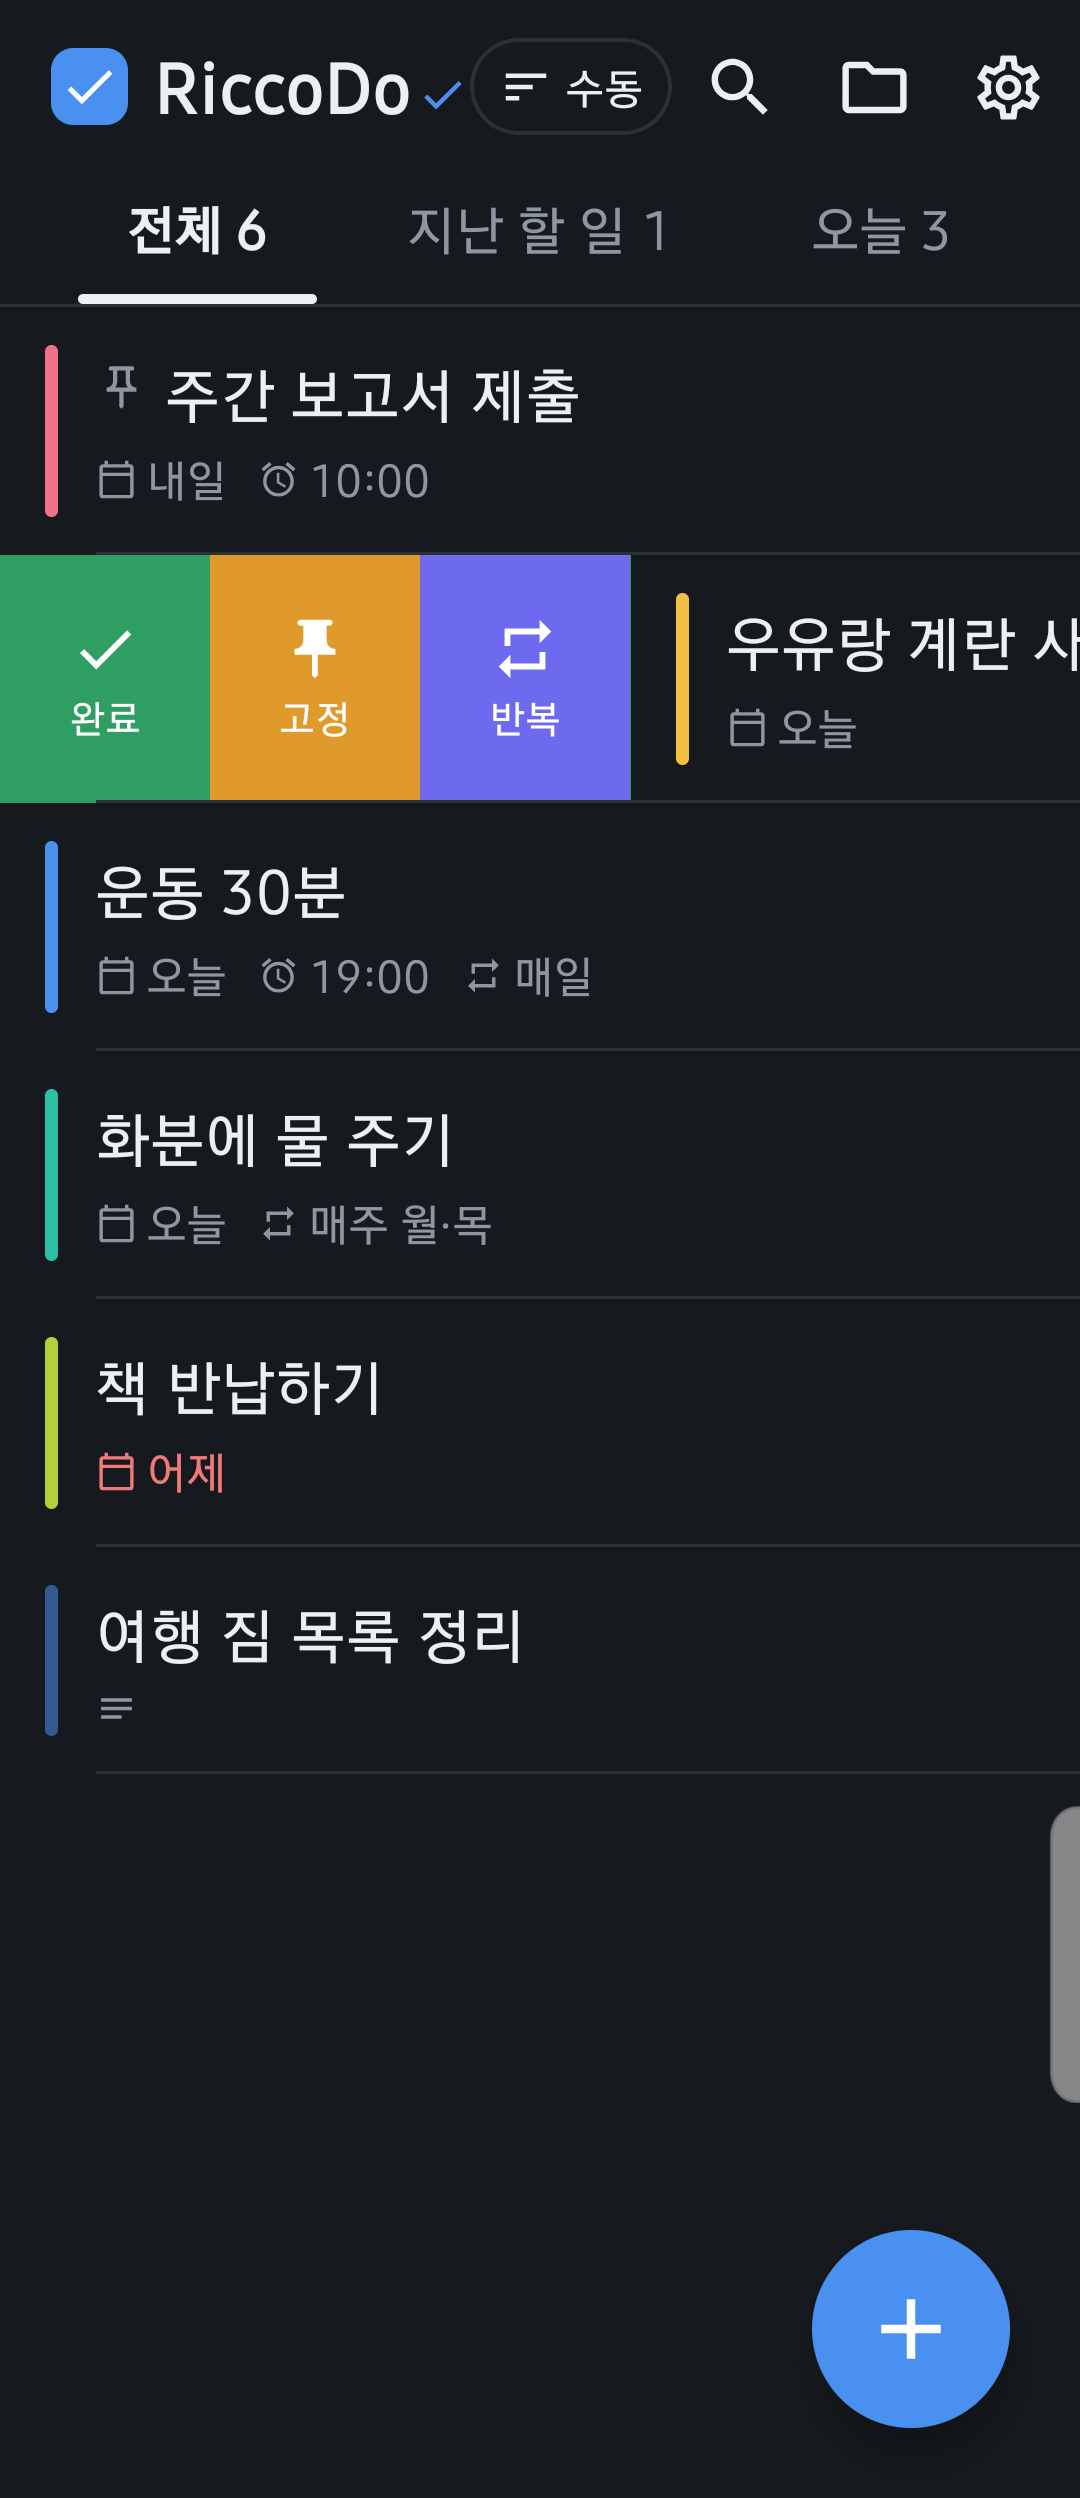 RiccoDo 수동
전체 6 지난 할 일 1 오늘 3
주간 보고서 제출
내일 10:00
완료 고정 반복
우유랑 계란 사
오늘
운동 30분
오늘 19:00 매일
화분에 물 주기
오늘 매주 월·목
책 반납하기
어제
여행 짐 목록 정리